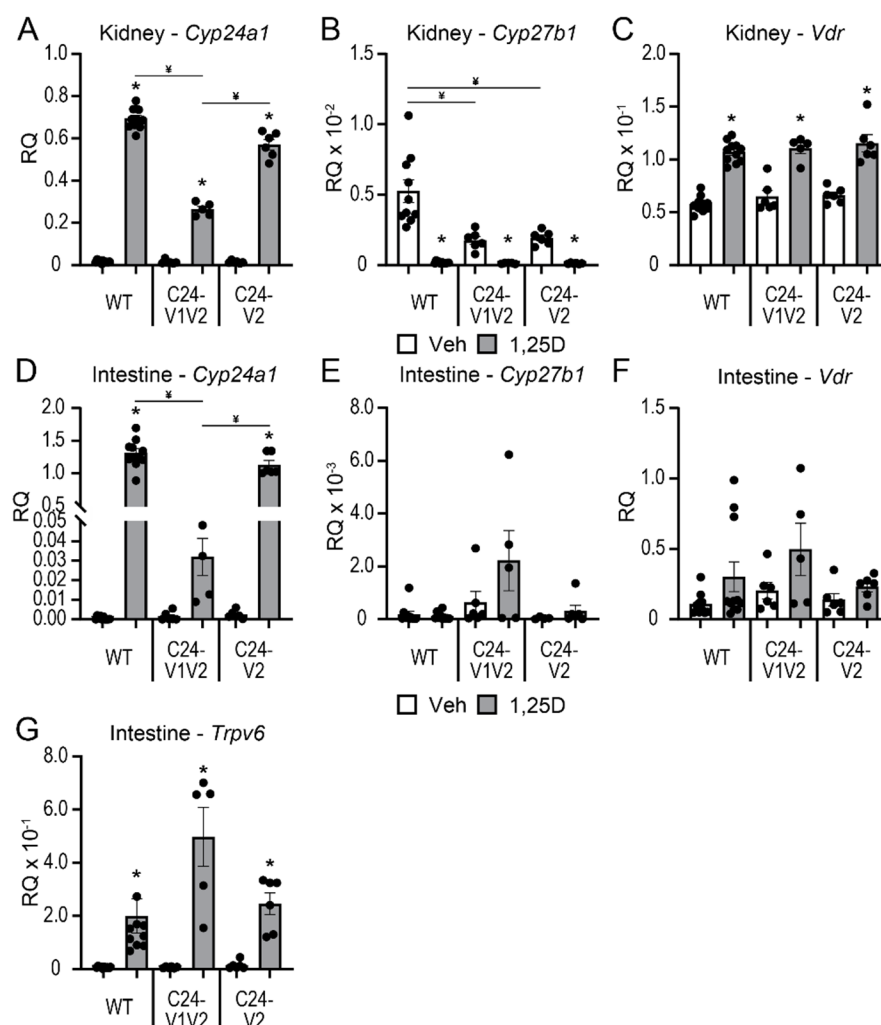 A Kidney - Cyp24a1
RQ
1.0
0.8
0.6
0.4
0.2
0
* ¥ * ¥ *
WT C24-V1V2 C24-V2
B Kidney - Cyp27b1
RQ x 10-2
1.5
1.0
0.5
0
¥
¥
* * *
WT C24-V1V2 C24-V2
C Kidney - Vdr
RQ x 10-1
2.0
1.5
1.0
0.5
0
* * *
WT C24-V1V2 C24-V2
Veh 1,25D
D Intestine - Cyp24a1
RQ
2.0
1.5
1.0
0.5
0.05
0.04
0.03
0.02
0.01
0.00
* ¥ ¥ *
WT C24-V1V2 C24-V2
E Intestine - Cyp27b1
RQ x 10-3
8.0
6.0
4.0
2.0
0
WT C24-V1V2 C24-V2
F Intestine - Vdr
RQ
1.5
1.0
0.5
0
WT C24-V1V2 C24-V2
Veh 1,25D
G Intestine - Trpv6
RQ x 10-1
8.0
6.0
4.0
2.0
0
* * *
WT C24-V1V2 C24-V2